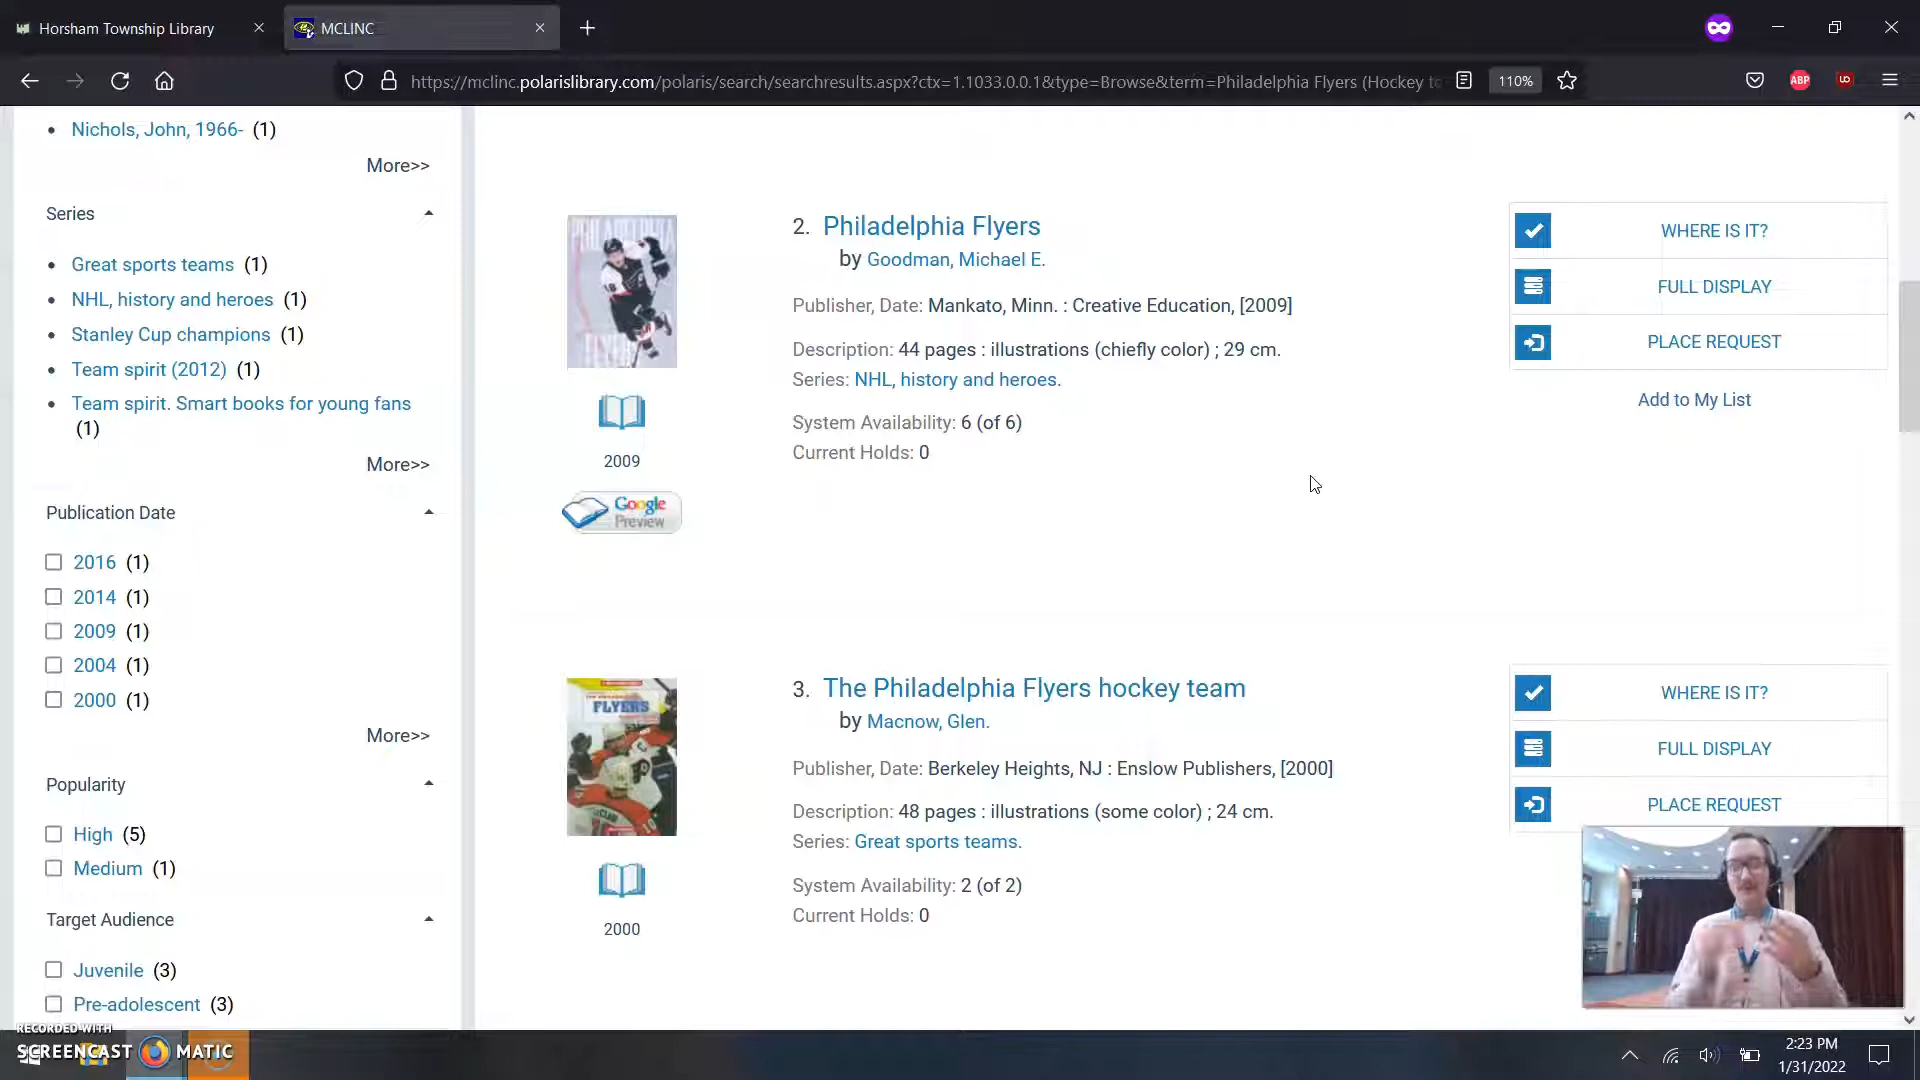 Horsham Township Library
MCLINC
https://mclinc.polarislibrary.com/polaris/search/searchresults.aspx?ctx=1.1033.0.0.1&type=Browse&term=Philadelphia Flyers (Hockey
110%
ABP
Nichols, John, 1966- (1)
More>>
Series
Great sports teams (1)
NHL, history and heroes (1)
Stanley Cup champions (1)
Team spirit (2012) (1)
Team spirit. Smart books for young fans
(1)
More>>
Publication Date
2016 (1)
2014 (1)
2009 (1)
2004 (1)
2000 (1)
More>>
Popularity
High (5)
Medium (1)
Target Audience
Juvenile (3)
Pre-adolescent (3)
2009
Google
Preview
2. Philadelphia Flyers
by Goodman, Michael E.
Publisher, Date: Mankato, Minn. : Creative Education, [2009]
Description: 44 pages : illustrations (chiefly color) ; 29 cm.
Series: NHL, history and heroes.
System Availability: 6 (of 6)
Current Holds: 0
WHERE IS IT?
FULL DISPLAY
PLACE REQUEST
Add to My List
FLYERS
2000
3. The Philadelphia Flyers hockey team
by Macnow, Glen.
Publisher, Date: Berkeley Heights, NJ : Enslow Publishers, [2000]
Description: 48 pages : illustrations (some color) ; 24 cm.
Series: Great sports teams.
System Availability: 2 (of 2)
Current Holds: 0
WHERE IS IT?
FULL DISPLAY
PLACE REQUEST
RECORDED WITH
SCREENCAST MATIC
2:23 PM
1/31/2022